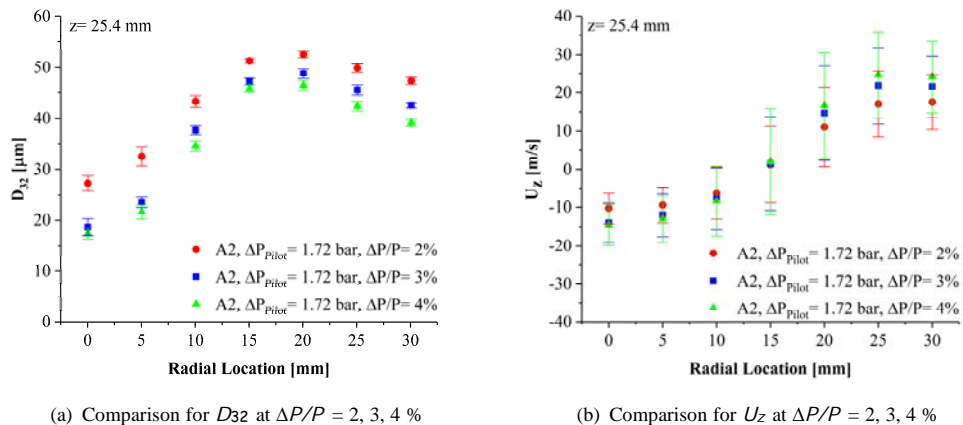 z= 25.4 mm
D32 [μm]
60
50
40
30
20
10
0
A2, ΔPPilot= 1.72 bar, ΔP/P= 2%
A2, ΔPPilot= 1.72 bar, ΔP/P= 3%
A2, ΔPPilot= 1.72 bar, ΔP/P= 4%
0 5 10 15 20 25 30
Radial Location [mm]
(a) Comparison for D32 at ΔP/P = 2, 3, 4 %
z= 25.4 mm
UZ [m/s]
40
30
20
10
0
-10
-20
-30
-40
A2, ΔPPilot= 1.72 bar, ΔP/P= 2%
A2, ΔPPilot= 1.72 bar, ΔP/P= 3%
A2, ΔPPilot= 1.72 bar, ΔP/P= 4%
0 5 10 15 20 25 30
Radial Location [mm]
(b) Comparison for Uz at ΔP/P = 2, 3, 4 %